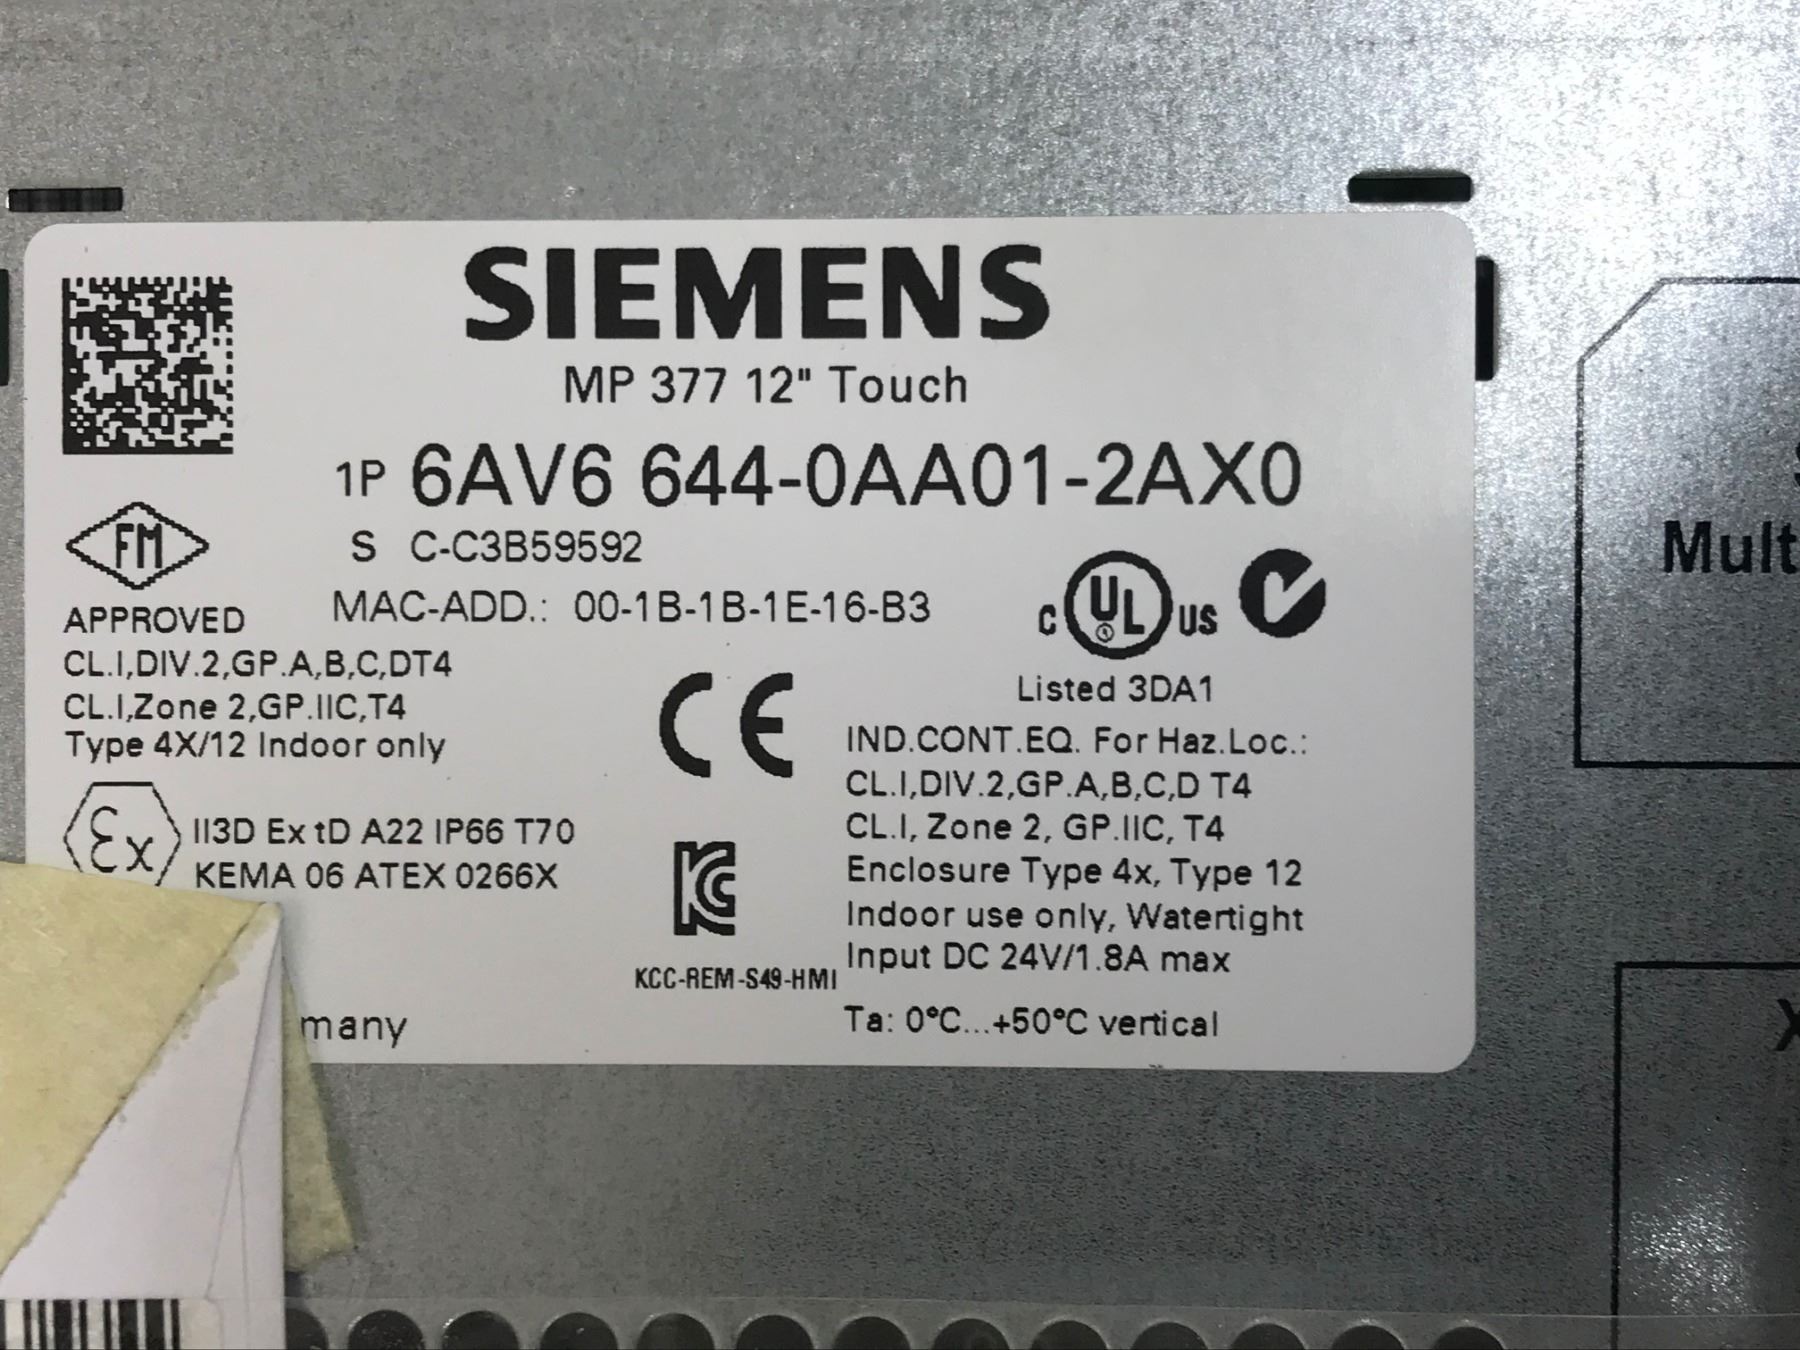 SIEMENS
MP 377 12" Touch
1P 6AV6 644-0AA01-2AX0
S C-C3B59592
MAC-ADD.: 00-1B-1B-1E-16-B3
FM
APPROVED
CL.I,DIV.2,GP.A,B,C,DT4
CL.I,Zone 2,GP.IIC,T4
Type 4X/12 Indoor only
C UL US
Listed 3DA1
CE
IND.CONT.EQ. For Haz.Loc.:
CL.I,DIV.2,GP.A,B,C,D T4
CL.I, Zone 2, GP.IIC, T4
Enclosure Type 4x, Type 12
Indoor use only, Watertight
Input DC 24V/1.8A max
Ta: 0°C...+50°C vertical
Ex
II3D Ex tD A22 IP66 T70
KEMA 06 ATEX 0266X
KC
KCC-REM-S49-HMI
many
Mult
X